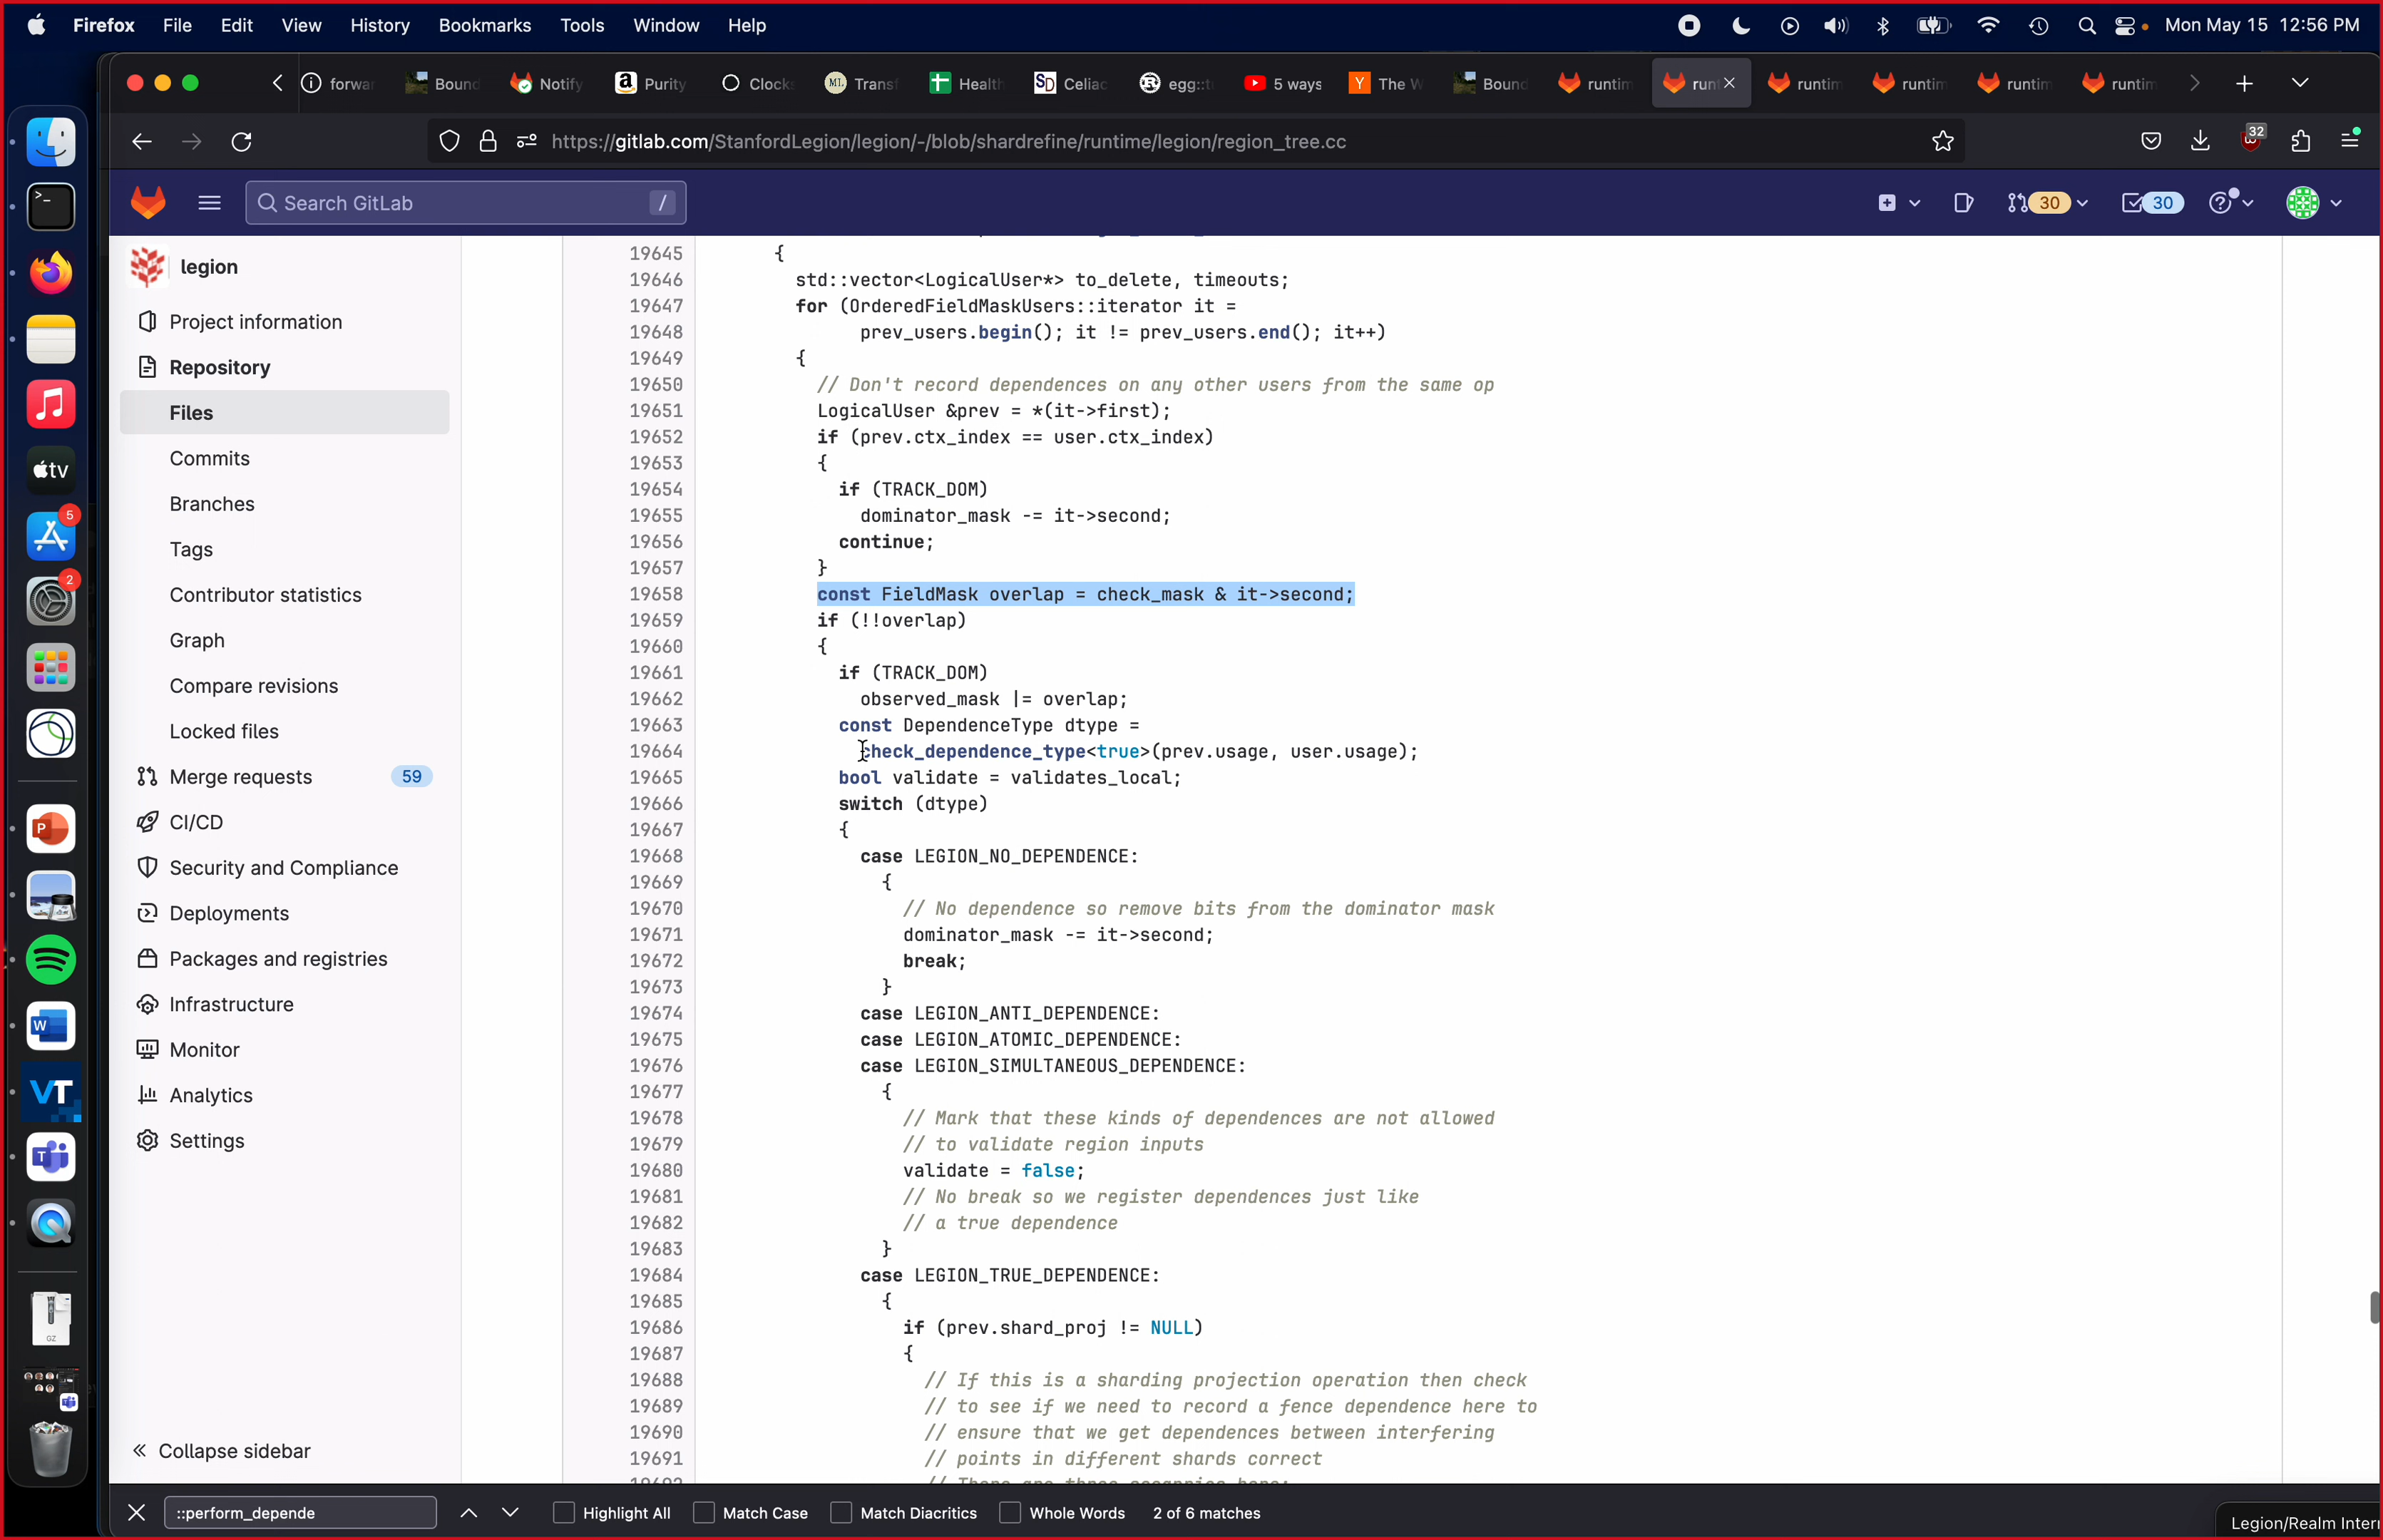 Firefox File Edit View History Bookmarks Tools Window Help Mon May 15 12:56 PM
forwar Bound Notify Purity Clock Transf Health Celiac egg::t 5 ways The W Bound runtim run runtim runtim runtim runtim
https://gitlab.com/StanfordLegion/legion/-/blob/shardrefine/runtime/legion/region_tree.cc 32
Search GitLab / 30 30
legion
Project information
Repository
Files
Commits
Branches
Tags
Contributor statistics
Graph
Compare revisions
Locked files
Merge requests 59
CI/CD
Security and Compliance
Deployments
Packages and registries
Infrastructure
Monitor
Analytics
Settings
Collapse sidebar
tv
5
2
19645 {
19646 std::vector<LogicalUser*> to_delete, timeouts;
19647 for (OrderedFieldMaskUsers::iterator it =
19648 prev_users.begin(); it != prev_users.end(); it++)
19649 {
19650 // Don't record dependences on any other users from the same op
19651 LogicalUser &prev = *(it->first);
19652 if (prev.ctx_index == user.ctx_index)
19653 {
19654 if (TRACK_DOM)
19655 dominator_mask -= it->second;
19656 continue;
19657 }
19658 const FieldMask overlap = check_mask & it->second;
19659 if (!!overlap)
19660 {
19661 if (TRACK_DOM)
19662 observed_mask |= overlap;
19663 const DependenceType dtype =
19664 check_dependence_type<true>(prev.usage, user.usage);
19665 bool validate = validates_local;
19666 switch (dtype)
19667 {
19668 case LEGION_NO_DEPENDENCE:
19669 {
19670 // No dependence so remove bits from the dominator mask
19671 dominator_mask -= it->second;
19672 break;
19673 }
19674 case LEGION_ANTI_DEPENDENCE:
19675 case LEGION_ATOMIC_DEPENDENCE:
19676 case LEGION_SIMULTANEOUS_DEPENDENCE:
19677 {
19678 // Mark that these kinds of dependences are not allowed
19679 // to validate region inputs
19680 validate = false;
19681 // No break so we register dependences just like
19682 // a true dependence
19683 }
19684 case LEGION_TRUE_DEPENDENCE:
19685 {
19686 if (prev.shard_proj != NULL)
19687 {
19688 // If this is a sharding projection operation then check
19689 // to see if we need to record a fence dependence here to
19690 // ensure that we get dependences between interfering
19691 // points in different shards correct
::perform_depende Highlight All Match Case Match Diacritics Whole Words 2 of 6 matches
Legion/Realm Inter